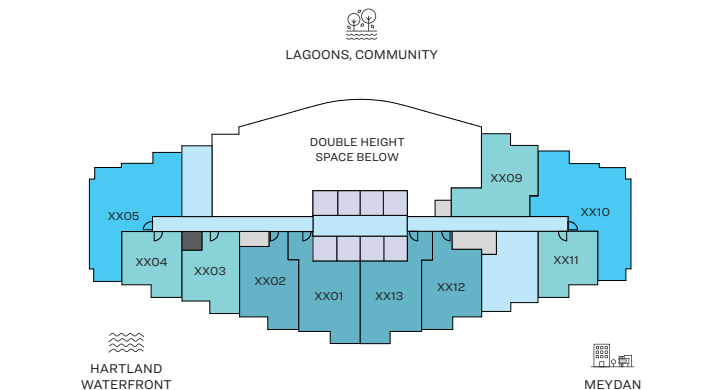 LAGOONS, COMMUNITY
DOUBLE HEIGHT
SPACE BELOW
XX09
XX05
XX10
XX04
XX03
XX02
XX01
XX13
XX12
XX11
HARTLAND
WATERFRONT
MEYDAN